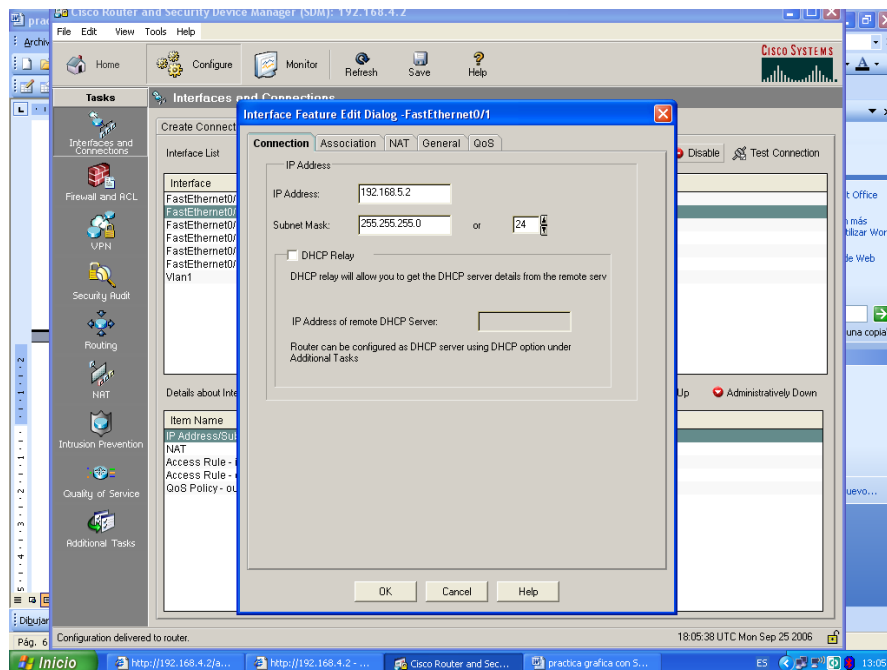 prac
Cisco Router and Security Device Manager (SDM): 192.168.4.2
Archiv
File Edit View Tools Help
Home
Configure
Monitor
Refresh
Save
Help
CISCO SYSTEMS
Tasks
Interfaces and Connections
Interfaces and Connections
Firewall and ACL
VPN
Security Audit
Routing
NAT
Intrusion Prevention
Quality of Service
Additional Tasks
Create Connect
Interface List
Disable
Test Connection
Interface
FastEthernet0/
FastEthernet0/
FastEthernet0/
FastEthernet0/
FastEthernet0/
FastEthernet0/
Vlan1
Details about Inte
Up
Administratively Down
Item Name
IP Address/Sub
NAT
Access Rule - i
Access Rule -
QoS Policy - ou
Interface Feature Edit Dialog -FastEthernet0/1
Connection Association NAT General QoS
IP Address
IP Address: 192.168.5.2
Subnet Mask: 255.255.255.0 or 24
DHCP Relay
DHCP relay will allow you to get the DHCP server details from the remote serv
IP Address of remote DHCP Server:
Router can be configured as DHCP server using DHCP option under
Additional Tasks
OK Cancel Help
t Office
n más
tilizar Wor
de Web
una copia
uevo...
Configuration delivered to router.
18:05:38 UTC Mon Sep 25 2006
Dibujar
Pág. 6
Inicio
http://192.168.4.2/a...
http://192.168.4.2 - ...
Cisco Router and Sec...
practica grafica con S...
ES
13:05